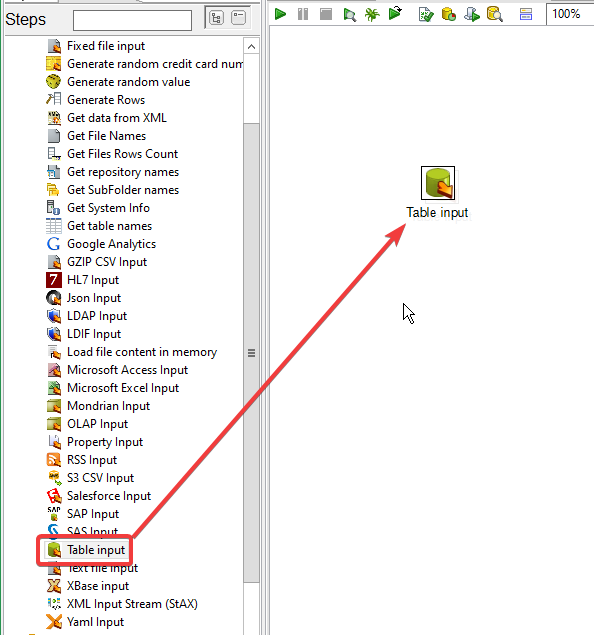 Steps
100%
Fixed file input
Generate random credit card num
Generate random value
Generate Rows
Get data from XML
Get File Names
Get Files Rows Count
Get repository names
Get SubFolder names
Get System Info
Get table names
Google Analytics
GZIP CSV Input
HL7 Input
Json Input
LDAP Input
LDIF Input
Load file content in memory
Microsoft Access Input
Microsoft Excel Input
Mondrian Input
OLAP Input
Property Input
RSS Input
S3 CSV Input
Salesforce Input
SAP Input
SAS Input
Table input
Text file input
XBase input
XML Input Stream (StAX)
Yaml Input
Table input